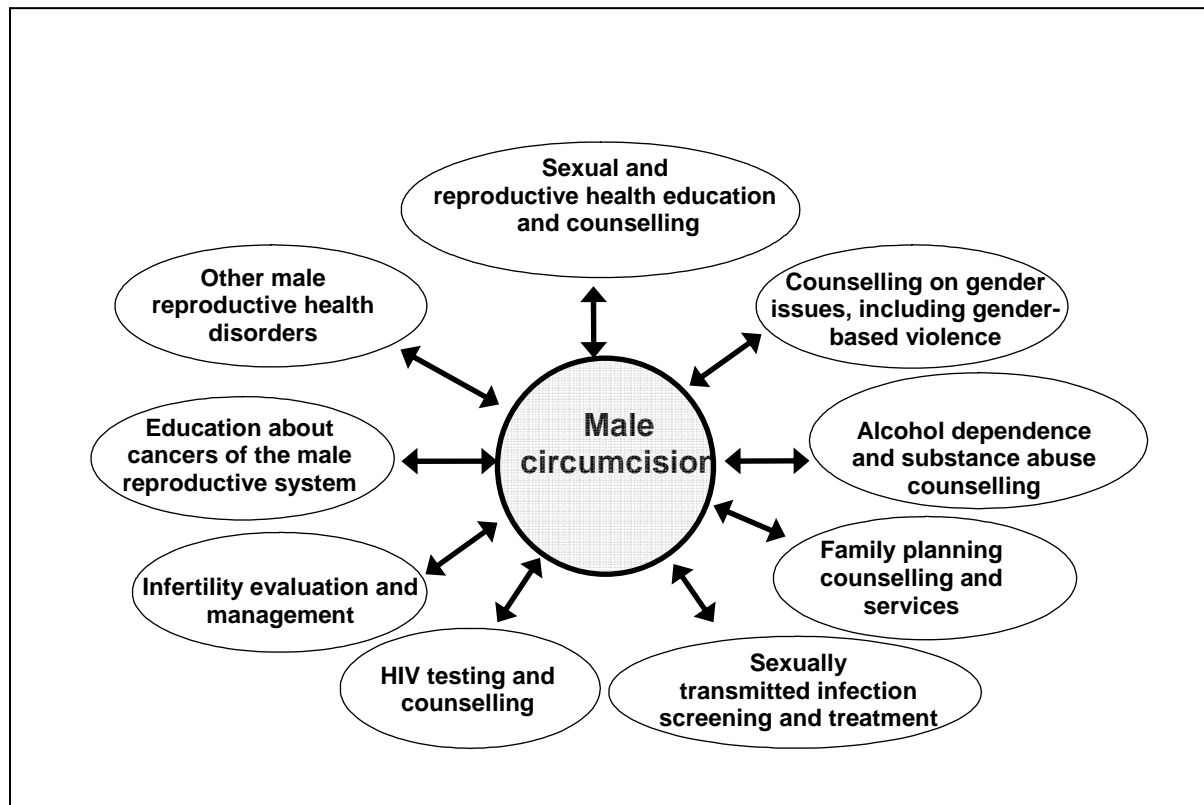 Sexual and
reproductive health education
and counselling
Other male
reproductive health
disorders
Counselling on gender
issues, including gender-
based violence
Male
circumcision
Education about
cancers of the male
reproductive system
Alcohol dependence
and substance abuse
counselling
Infertility evaluation and
management
Family planning
counselling and
services
HIV testing and
counselling
Sexually
transmitted infection
screening and treatment